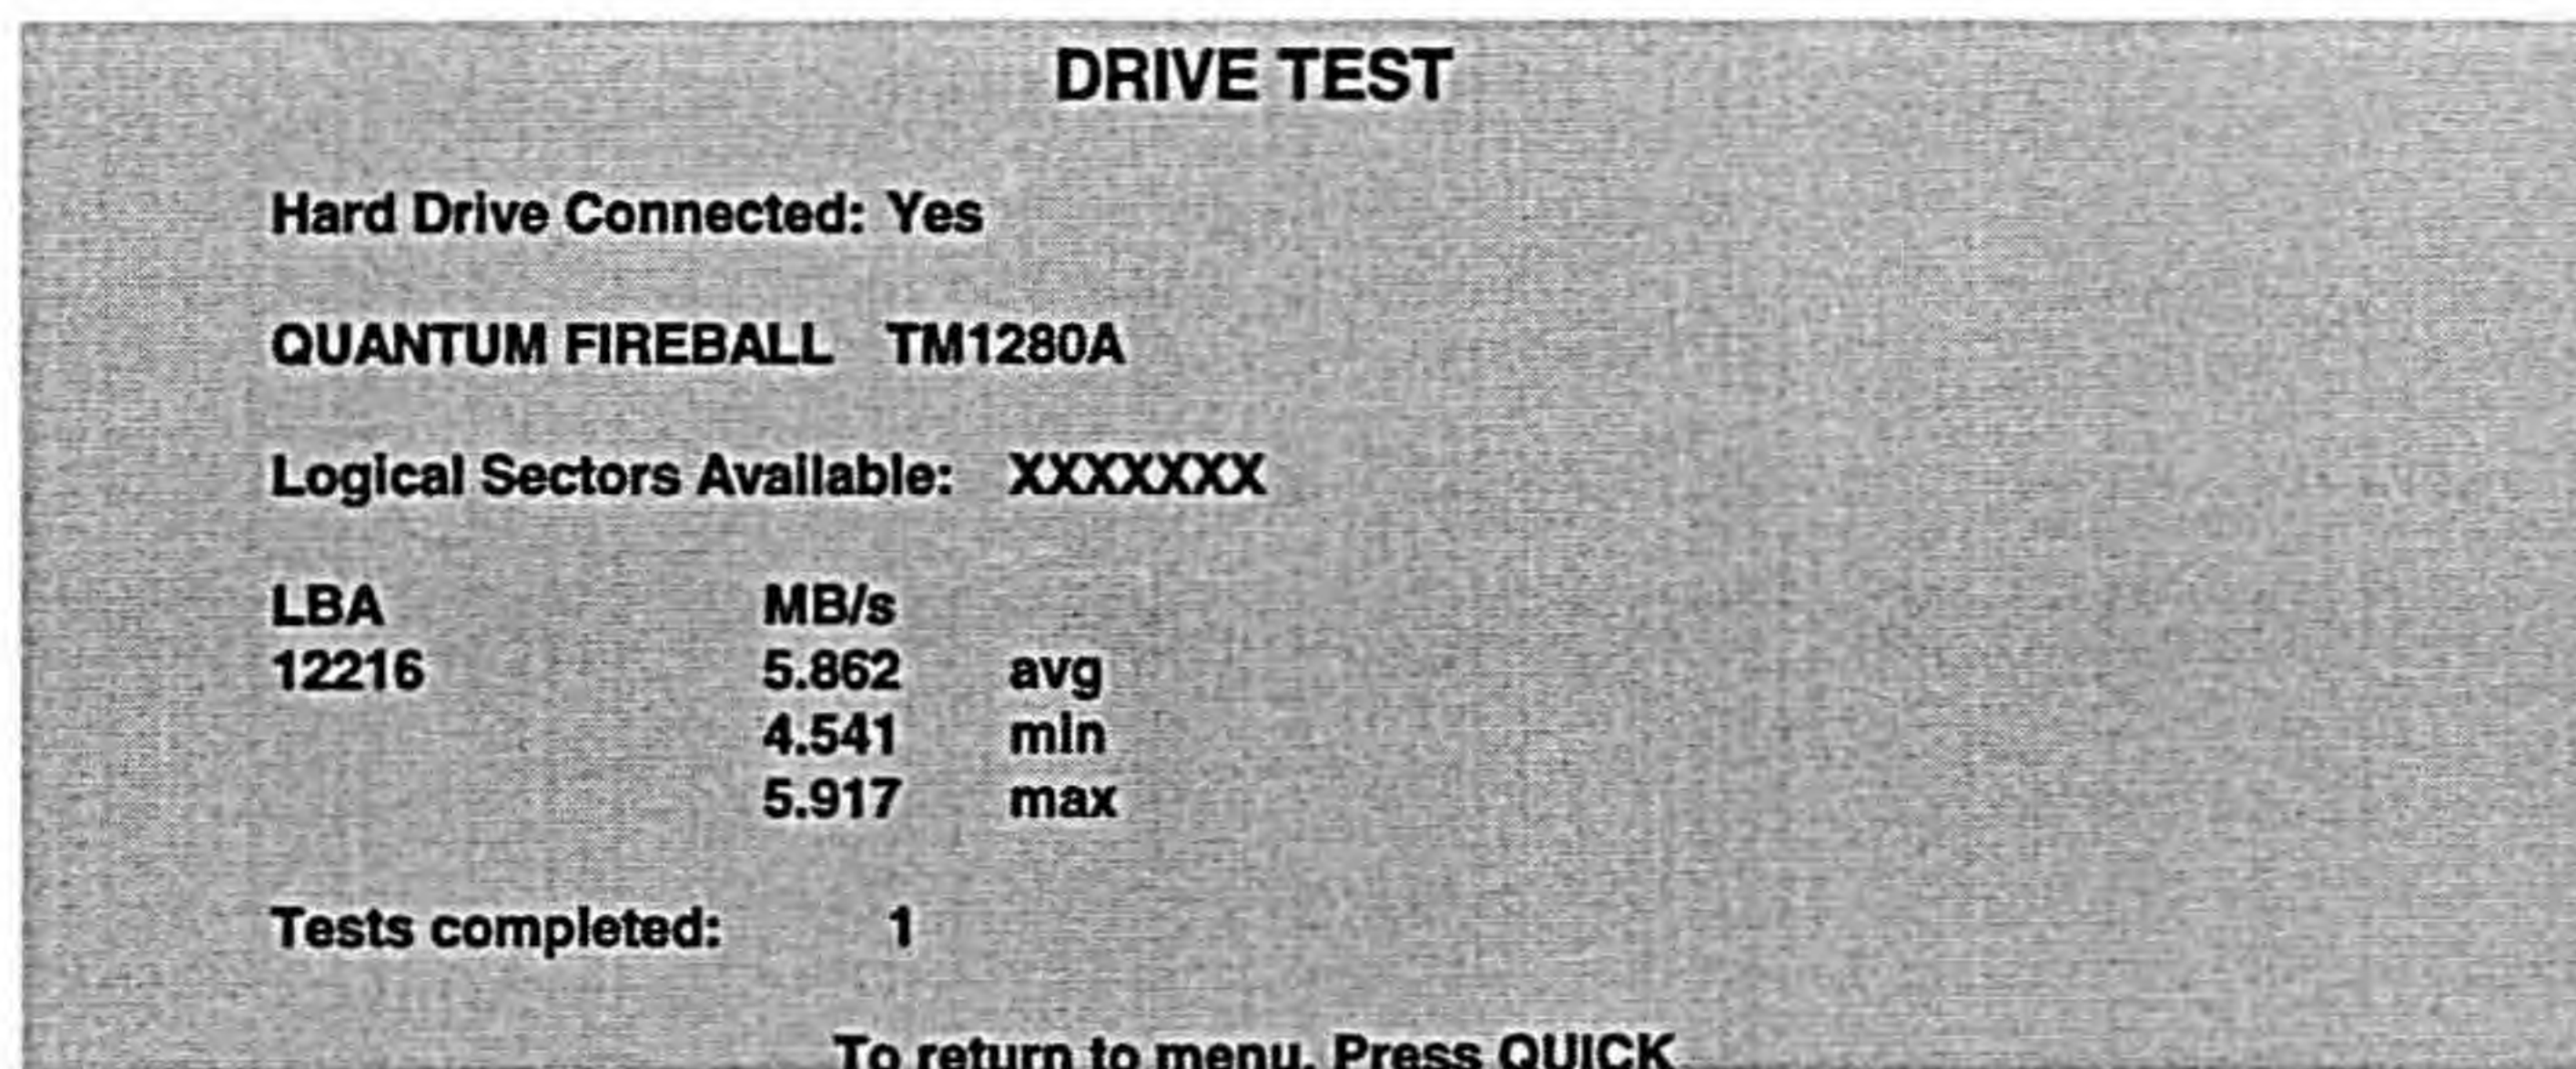 DRIVE TEST
Hard Drive Connected: Yes
QUANTUM FIREBALL TM1280A
Logical Sectors Available: XXXXXXX
LBA MB/s
12216 5.862 avg
4.541 min
5.917 max
Tests completed: 1
To return to menu, Press QUICK